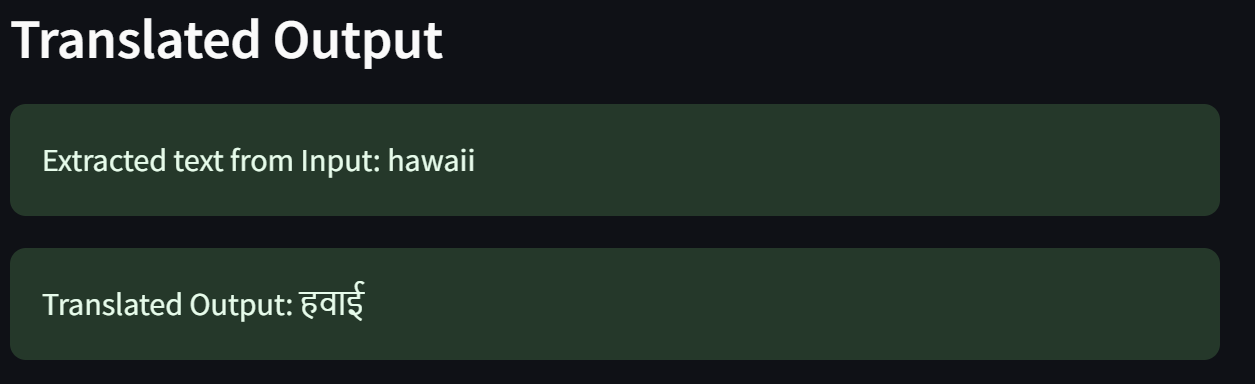 Translated Output
Extracted text from Input: hawaii
Translated Output: हवाई